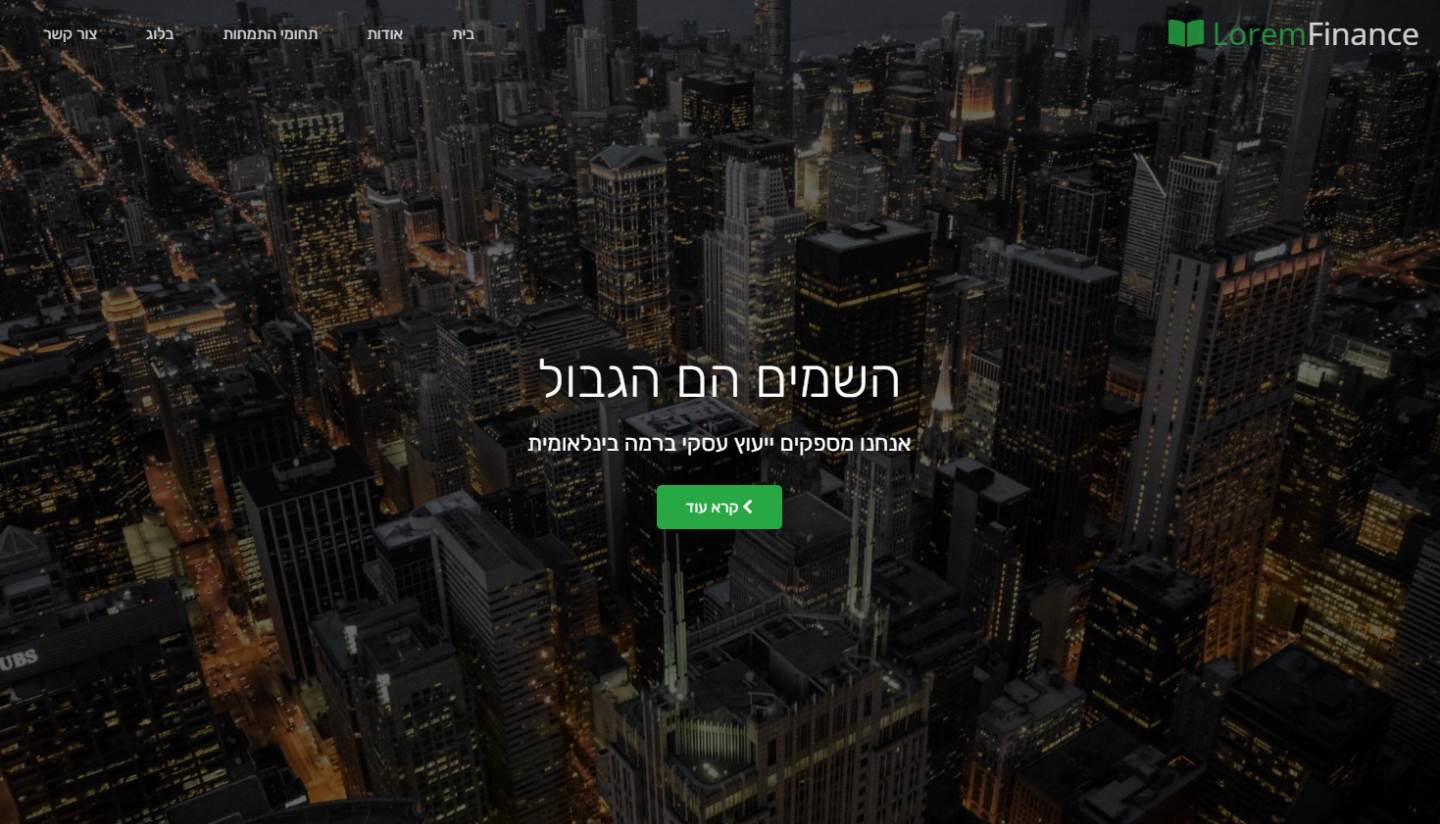 LoremFinance
בית
אודות
תחומי התמחות
בלוג
צור קשר
השמים הם הגבול
אנחנו מספקים ייעוץ עסקי ברמה בינלאומית
קרא עוד
UBS